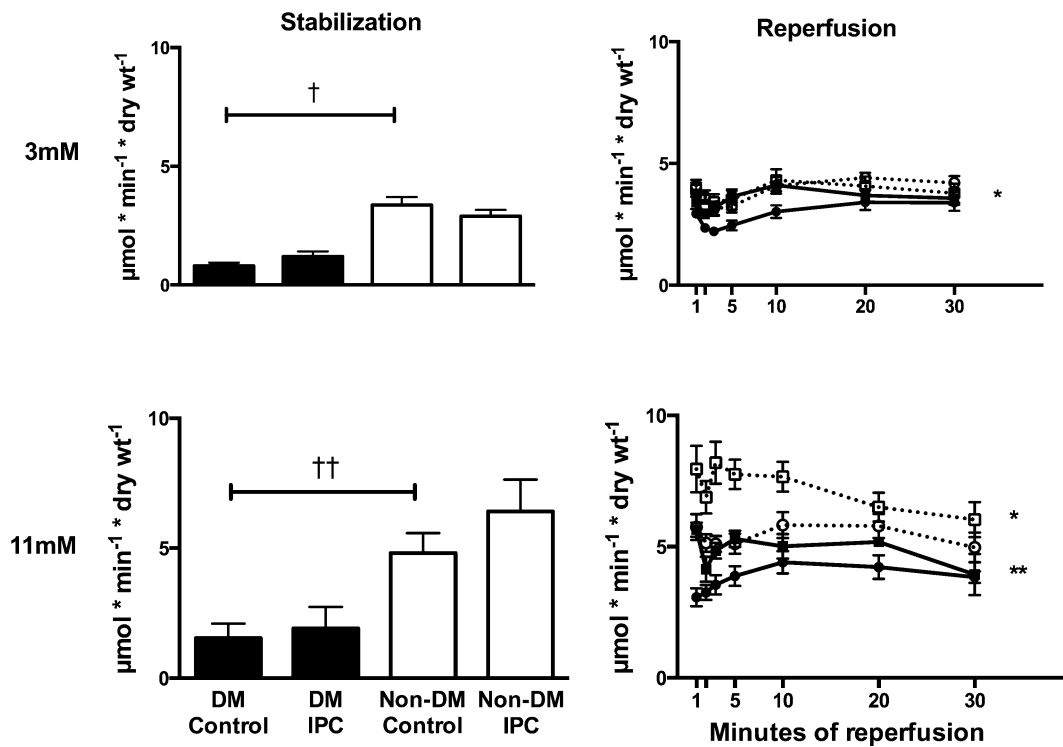 Stabilization
Reperfusion
3mM
µmol * min-1 * dry wt-1
10
5
0
†
µmol * min-1 * dry wt-1
10
5
0
*
1 5 10 20 30
11mM
µmol * min-1 * dry wt-1
10
5
0
††
DM Control
DM IPC
Non-DM Control
Non-DM IPC
µmol * min-1 * dry wt-1
10
5
0
*
**
1 5 10 20 30
Minutes of reperfusion